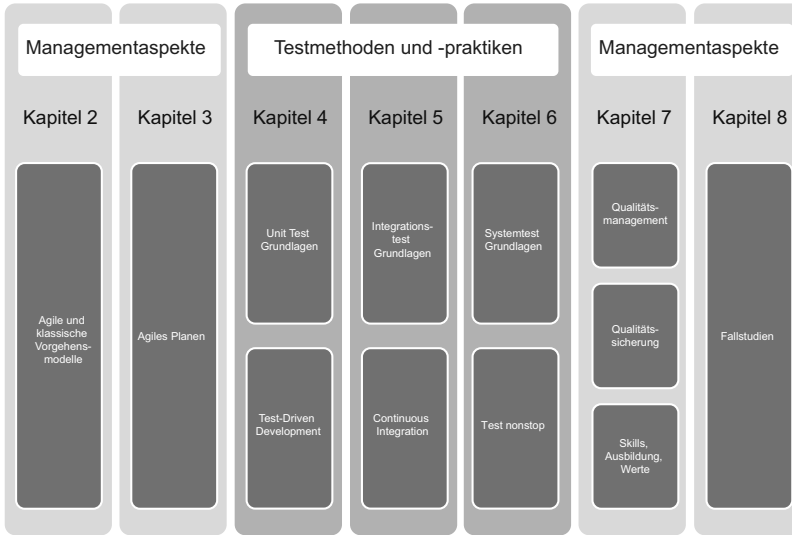 Managementaspekte
Testmethoden und -praktiken
Managementaspekte
Kapitel 2
Kapitel 3
Kapitel 4
Kapitel 5
Kapitel 6
Kapitel 7
Kapitel 8
Agile und
klassische
Vorgehens-
modelle
Agiles Planen
Unit Test
Grundlagen
Test-Driven
Development
Integrations-
test
Grundlagen
Continuous
Integration
Systemtest
Grundlagen
Test nonstop
Qualitäts-
management
Qualitäts-
sicherung
Skills,
Ausbildung,
Werte
Fallstudien